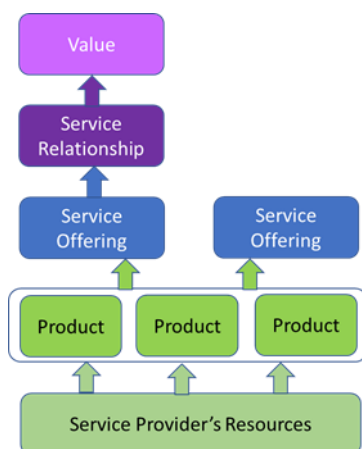 Value
Service
Relationship
Service
Offering
Service
Offering
Product
Product
Product
Service Provider's Resources